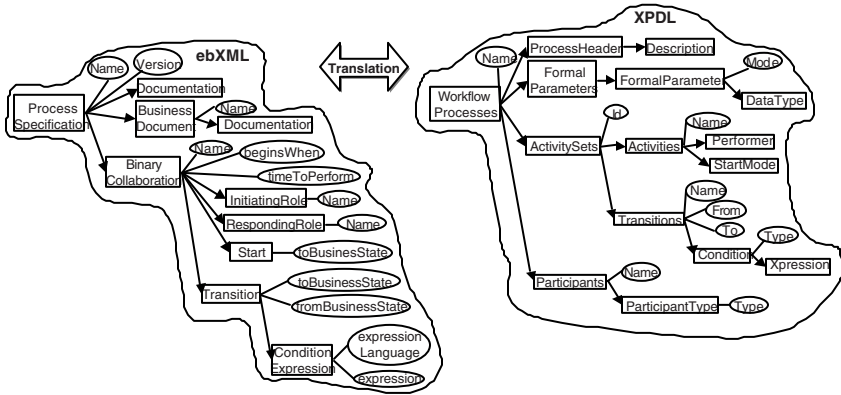 ebXML
Name
Version
Documentation
Process
Specification
Business
Document
Name
Documentation
Binary
Collaboration
Name
beginsWhen
timeToPerform
InitiatingRole
Name
RespondingRole
Name
Start
toBusinesState
Transition
toBusinessState
fromBusinessState
Condition
Expression
expression
Language
expression
Translation
XPDL
Name
ProcessHeader
Description
Workflow
Processes
Formal
Parameters
FormalParamete
Mode
DataType
Id
ActivitySets
Activities
Name
Performer
StartMode
Transitions
Name
From
To
Condition
Type
Xpression
Participants
Name
ParticipantType
Type